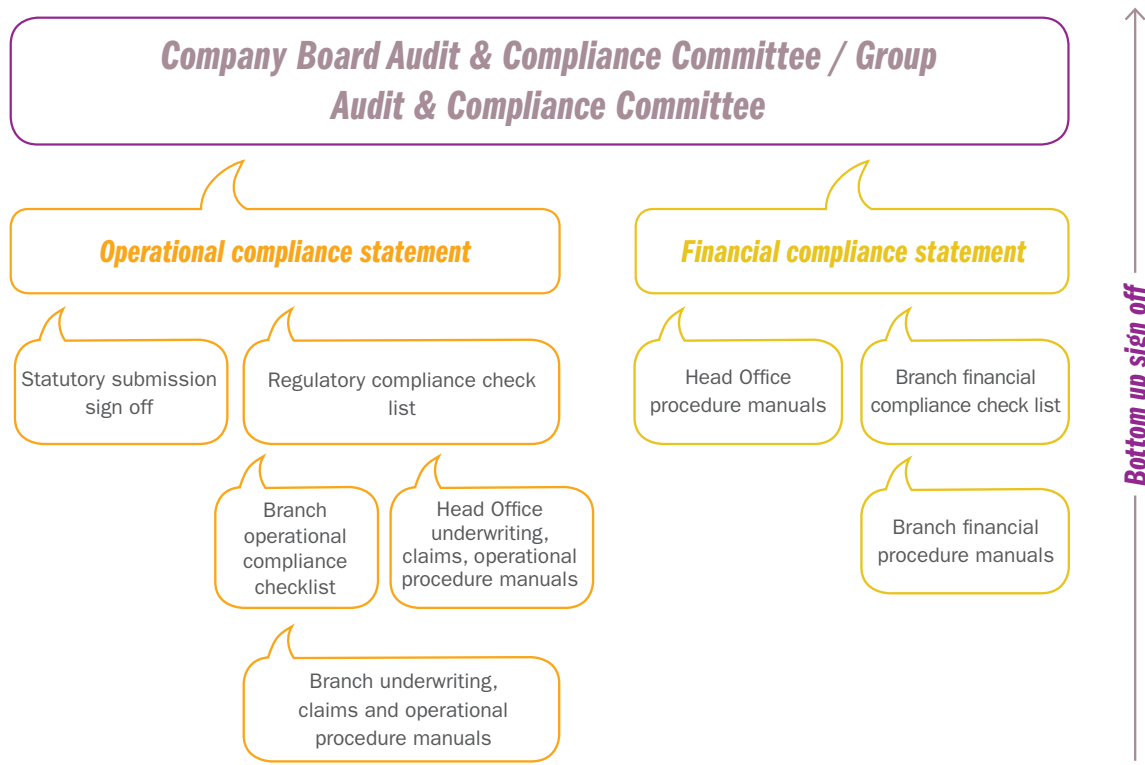 Company Board Audit & Compliance Committee / Group
Audit & Compliance Committee
Operational compliance statement
Financial compliance statement
Statutory submission
sign off
Regulatory compliance check
list
Head Office
procedure manuals
Branch financial
compliance check list
Branch
operational
compliance
checklist
Head Office
underwriting,
claims, operational
procedure manuals
Branch financial
procedure manuals
Branch underwriting,
claims and operational
procedure manuals
Bottom up sign off